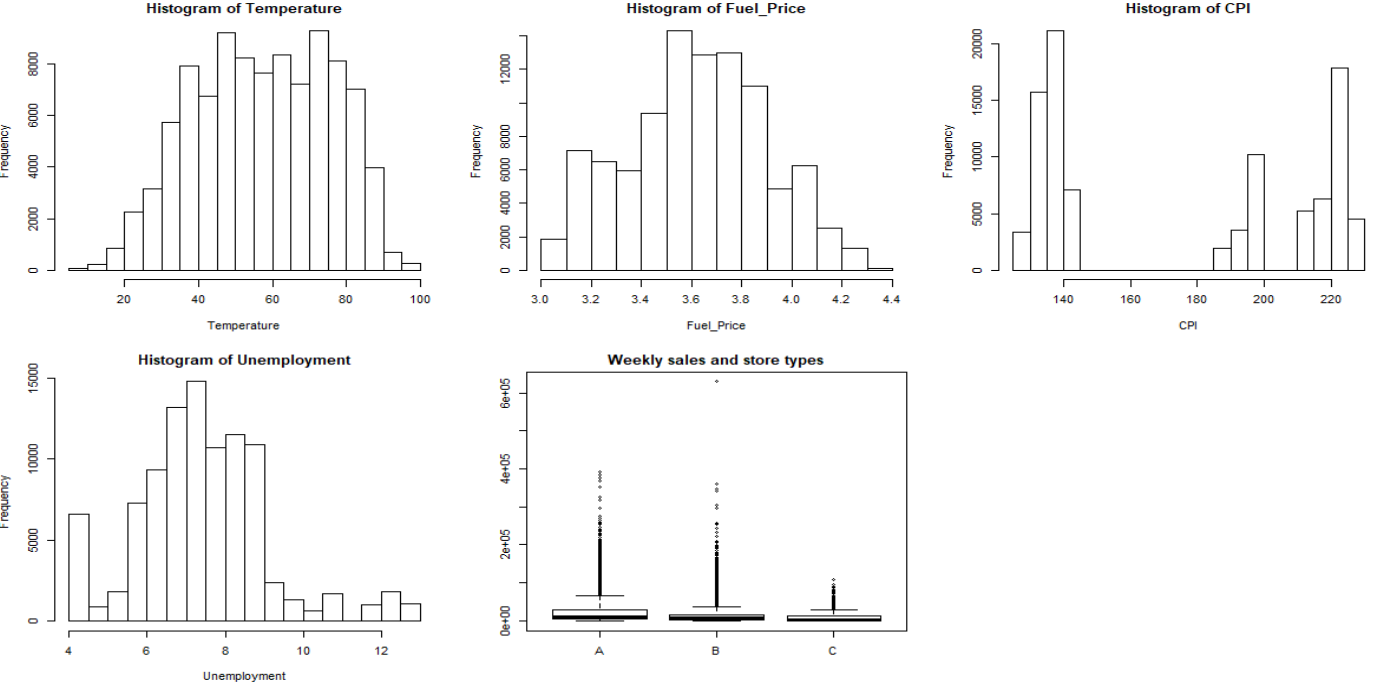 Histogram of Temperature
Frequency
0
2000
4000
6000
8000
20 40 60 80 100
Temperature
Histogram of Fuel_Price
Frequency
0
2000
4000
6000
8000
12000
3.0 3.2 3.4 3.6 3.8 4.0 4.2 4.4
Fuel_Price
Histogram of CPI
Frequency
0
5000
10000
15000
20000
140 160 180 200 220
CPI
Histogram of Unemployment
Frequency
0
5000
10000
15000
4 6 8 10 12
Unemployment
Weekly sales and store types
0e+00
2e+05
4e+05
6e+05
A B C